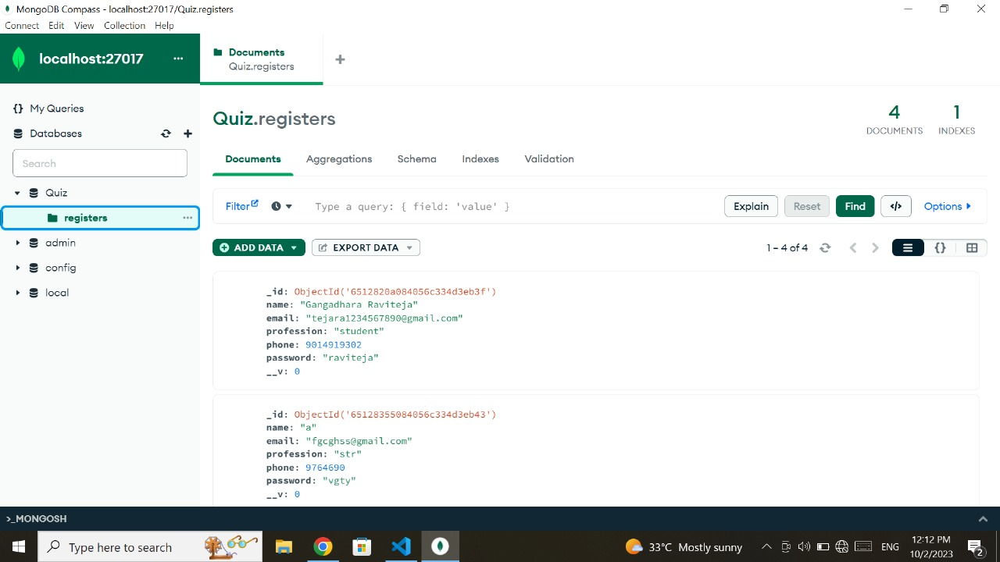 MongoDB Compass - localhost:27017/Quiz.registers
Connect Edit View Collection Help
localhost:27017 ...
Documents
Quiz.registers
{} My Queries
Databases
Search
Quiz
registers ...
admin
config
local
Quiz.registers
4
DOCUMENTS
1
INDEXES
Documents Aggregations Schema Indexes Validation
Filter Type a query: { field: 'value' } Explain Reset Find </> Options
ADD DATA EXPORT DATA 1 – 4 of 4 {}
_id: ObjectId('6512820a084056c334d3eb3f')
name: "Gangadhara Raviteja"
email: "tejara1234567890@gmail.com"
profession: "student"
phone: 9014919302
password: "raviteja"
__v: 0
_id: ObjectId('65128355084056c334d3eb43')
name: "a"
email: "fgcghss@gmail.com"
profession: "str"
phone: 9764690
password: "vgty"
__v: 0
>_MONGOSH
Type here to search 33°C Mostly sunny ENG 12:12 PM
10/2/2023 2